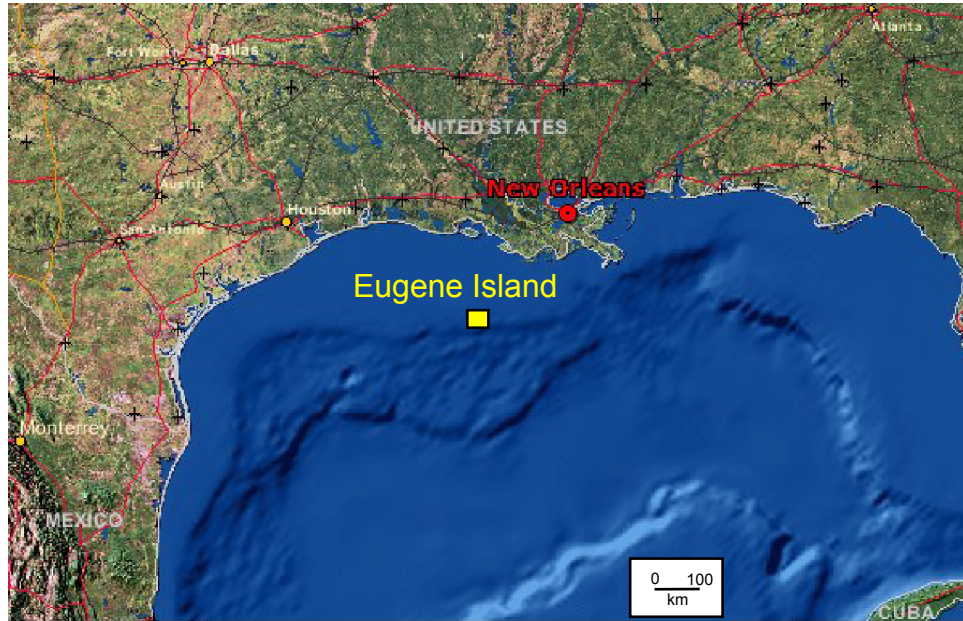 Atlanta
Fort Worth
Dallas
UNITED STATES
New Orleans
Austin
Houston
San Antonio
Eugene Island
Monterrey
MEXICO
0 100
km
CUBA